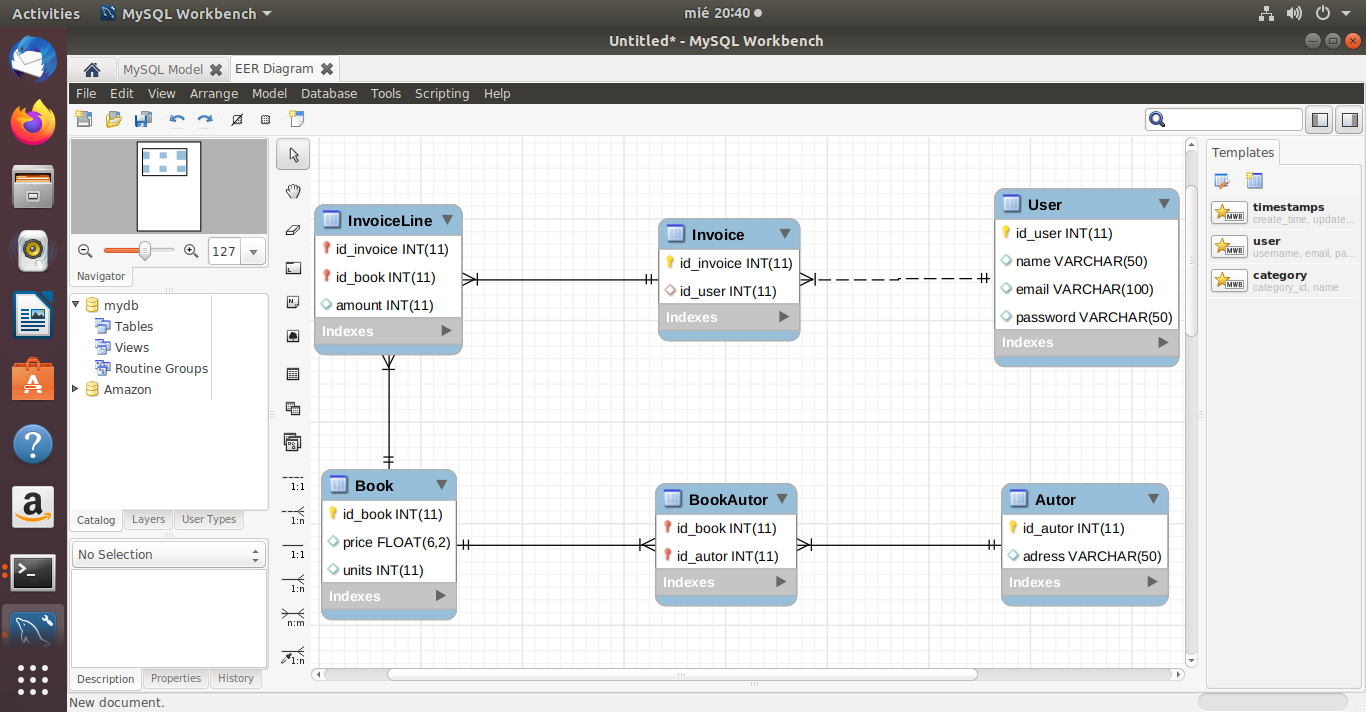 Activities MySQL Workbench mié 20:40
Untitled* - MySQL Workbench
MySQL Model EER Diagram
File Edit View Arrange Model Database Tools Scripting Help
127
Navigator
mydb
Tables
Views
Routine Groups
Amazon
Catalog Layers User Types
No Selection
Description Properties History
New document.
1:1
1:n
1:1
1:n
n:m
1:n
InvoiceLine
id_invoice INT(11)
id_book INT(11)
amount INT(11)
Indexes
Invoice
id_invoice INT(11)
id_user INT(11)
Indexes
User
id_user INT(11)
name VARCHAR(50)
email VARCHAR(100)
password VARCHAR(50)
Indexes
Book
id_book INT(11)
price FLOAT(6,2)
units INT(11)
Indexes
BookAutor
id_book INT(11)
id_autor INT(11)
Indexes
Autor
id_autor INT(11)
adress VARCHAR(50)
Indexes
Templates
MWB
timestamps
create_time, update...
MWB
user
username, email, pa...
MWB
category
category_id, name